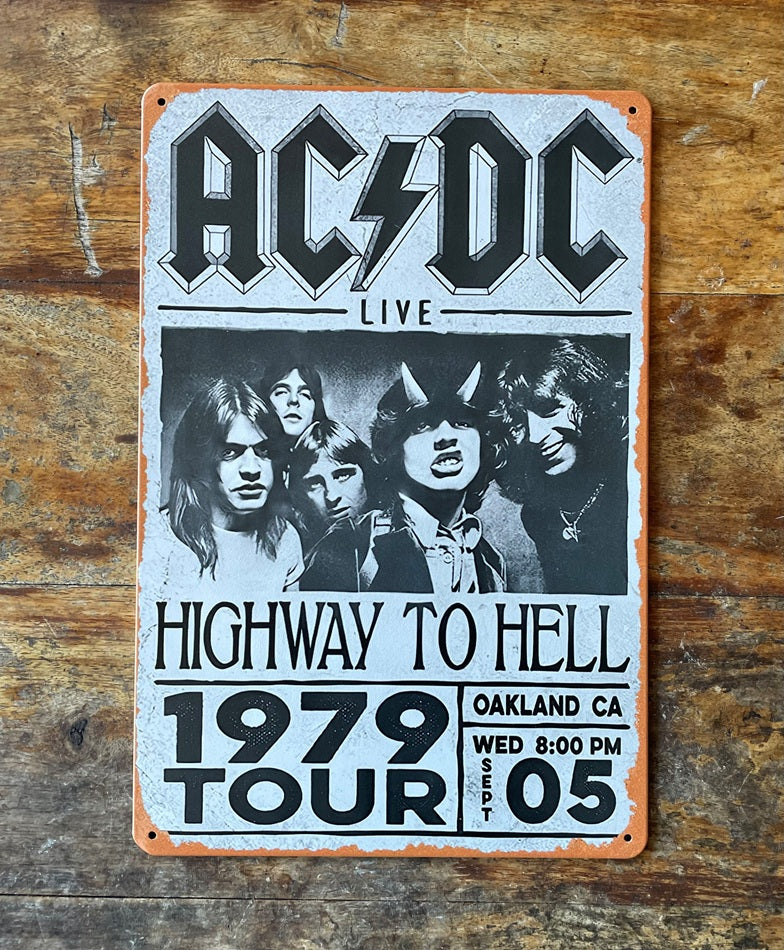 AC⚡DC
LIVE
HIGHWAY TO HELL
1979
TOUR
OAKLAND CA
WED 8:00 PM
SEPT
05